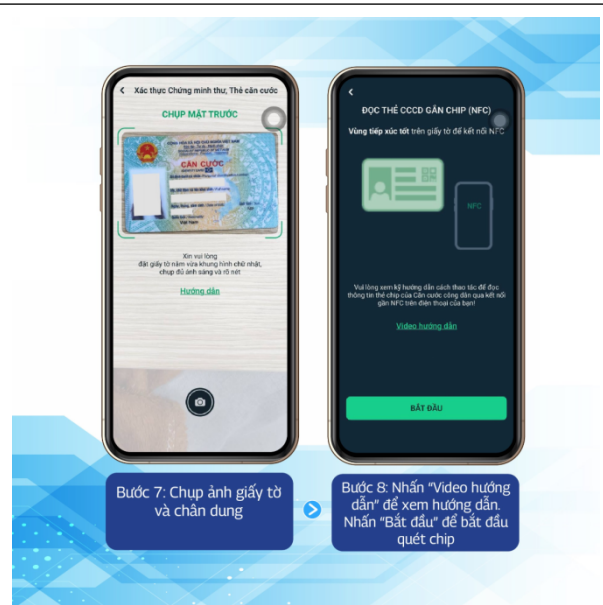 Xác thực Chứng minh thư, Thẻ căn cước
CHỤP MẶT TRƯỚC
CĂN CƯỚC
Việt Nam
Xin vui lòng
đặt giấy tờ nằm vừa khung hình chữ nhật,
chụp đủ ánh sáng và rõ nét
Hướng dẫn
Bước 7: Chụp ảnh giấy tờ
và chân dung
ĐỌC THẺ CCCD GẮN CHIP (NFC)
Vùng tiếp xúc tốt trên giấy tờ để kết nối NFC
NFC
Vui lòng xem kỹ hướng dẫn cách thao tác để đọc
thông tin thẻ chip của Căn cước công dân qua kết nối
gần NFC trên điện thoại của bạn!
Video hướng dẫn
BẮT ĐẦU
Bước 8: Nhấn “Video hướng
dẫn” để xem hướng dẫn.
Nhấn “Bắt đầu” để bắt đầu
quét chip